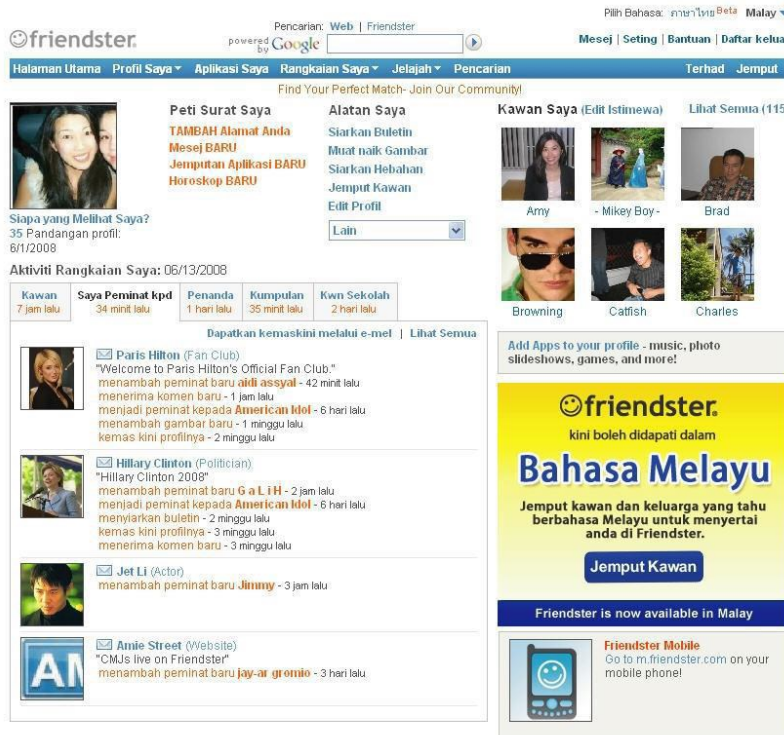 Pilih Bahasa: ภาษาไทย Beta Malay
friendster.
Pencarian: Web | Friendster
powered by Google
Mesej | Seting | Bantuan | Daftar kelua
Halaman Utama Profil Saya Aplikasi Saya Rangkaian Saya Jelajah Pencarian Terhad Jemput
Find Your Perfect Match- Join Our Community!
Peti Surat Saya
TAMBAH Alamat Anda
Mesej BARU
Jemputan Aplikasi BARU
Horoskop BARU
Alatan Saya
Siarkan Buletin
Muat naik Gambar
Siarkan Hebahan
Jemput Kawan
Edit Profil
Lain
Siapa yang Melihat Saya?
35 Pandangan profil:
6/1/2008
Kawan Saya (Edit Istimewa) Lihat Semua (115
Amy - Mikey Boy - Brad
Browning Catfish Charles
Aktiviti Rangkaian Saya: 06/13/2008
Kawan Saya Peminat kpd Penanda Kumpulan Kwn Sekolah
7 jam lalu 34 minit lalu 1 hari lalu 35 minit lalu 2 hari lalu
Dapatkan kemaskini melalui e-mel | Lihat Semua
Paris Hilton (Fan Club)
"Welcome to Paris Hilton's Official Fan Club."
menambah peminat baru aidi assyal - 42 minit lalu
menerima komen baru - 1 jam lalu
menjadi peminat kepada American Idol - 6 hari lalu
menambah gambar baru - 1 minggu lalu
kemas kini profilnya - 2 minggu lalu
Hillary Clinton (Politician)
"Hillary Clinton 2008"
menambah peminat baru G a L i H - 2 jam lalu
menjadi peminat kepada American Idol - 6 hari lalu
menyiarkan buletin - 2 minggu lalu
kemas kini profilnya - 3 minggu lalu
menerima komen baru - 3 minggu lalu
Jet Li (Actor)
menambah peminat baru Jimmy - 3 jam lalu
AM
Amie Street (Website)
"CMJs live on Friendster"
menambah peminat baru jay-ar gromio - 3 hari lalu
Add Apps to your profile - music, photo
slideshows, games, and more!
friendster.
kini boleh didapati dalam
Bahasa Melayu
Jemput kawan dan keluarga yang tahu
berbahasa Melayu untuk menyertai
anda di Friendster.
Jemput Kawan
Friendster is now available in Malay
Friendster Mobile
Go to m.friendster.com on your
mobile phone!